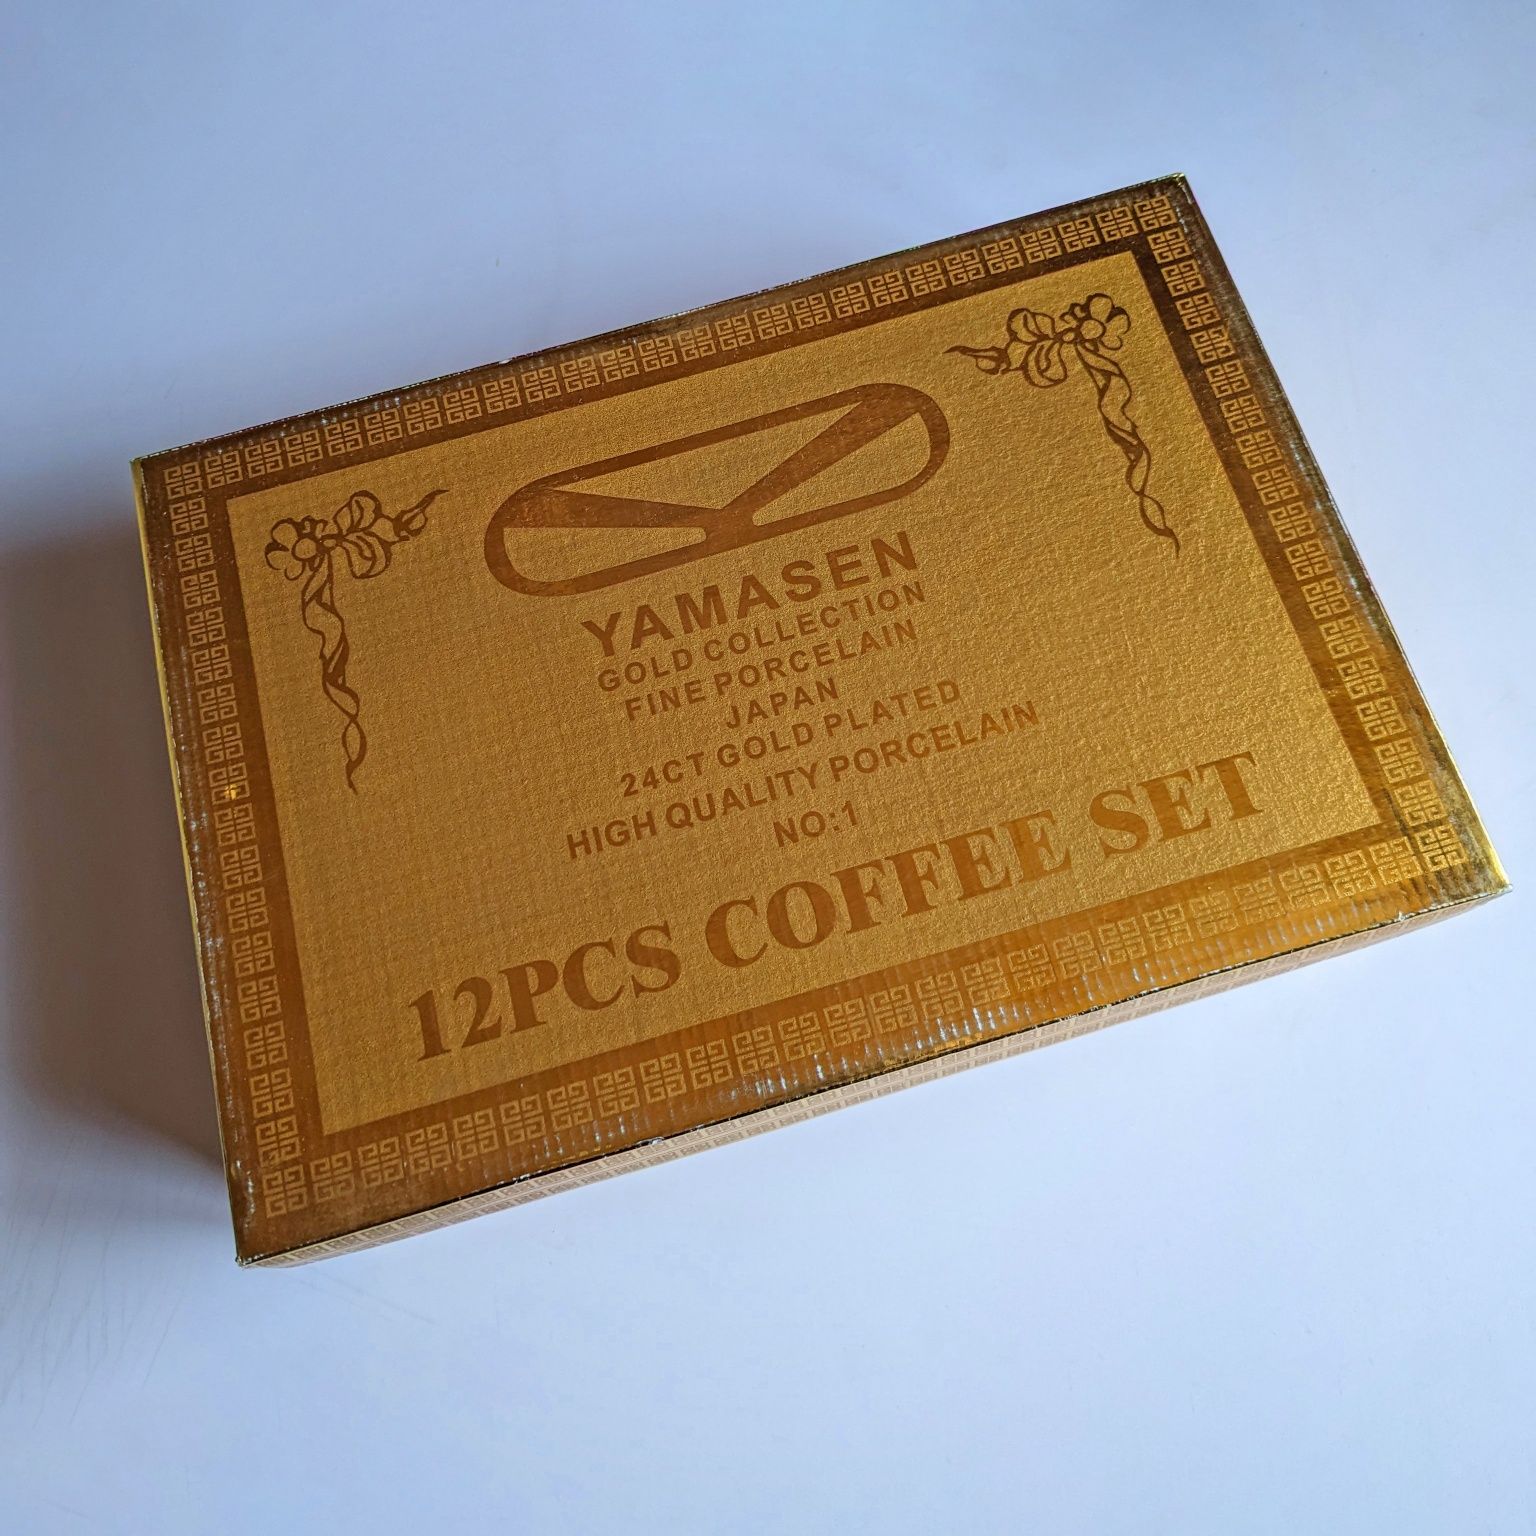 YAMASEN
GOLD COLLECTION
FINE PORCELAIN
JAPAN
24CT GOLD PLATED
HIGH QUALITY PORCELAIN
NO:1
12PCS COFFEE SET